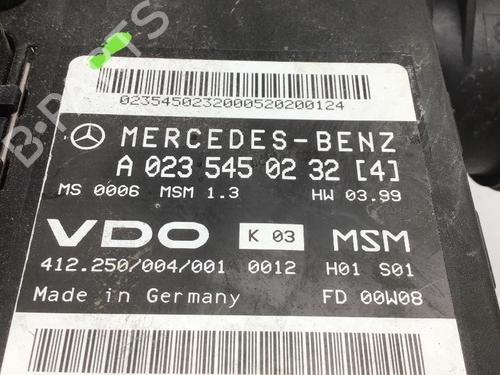 B-PARTS
0235450232000520200124
MERCEDES-BENZ
A 023 545 02 32 [4]
MS 0006 MSM 1.3 HW 03.99
VDO K 03 MSM
412.250/004/001 0012 H01 S01
Made in Germany FD 00W08